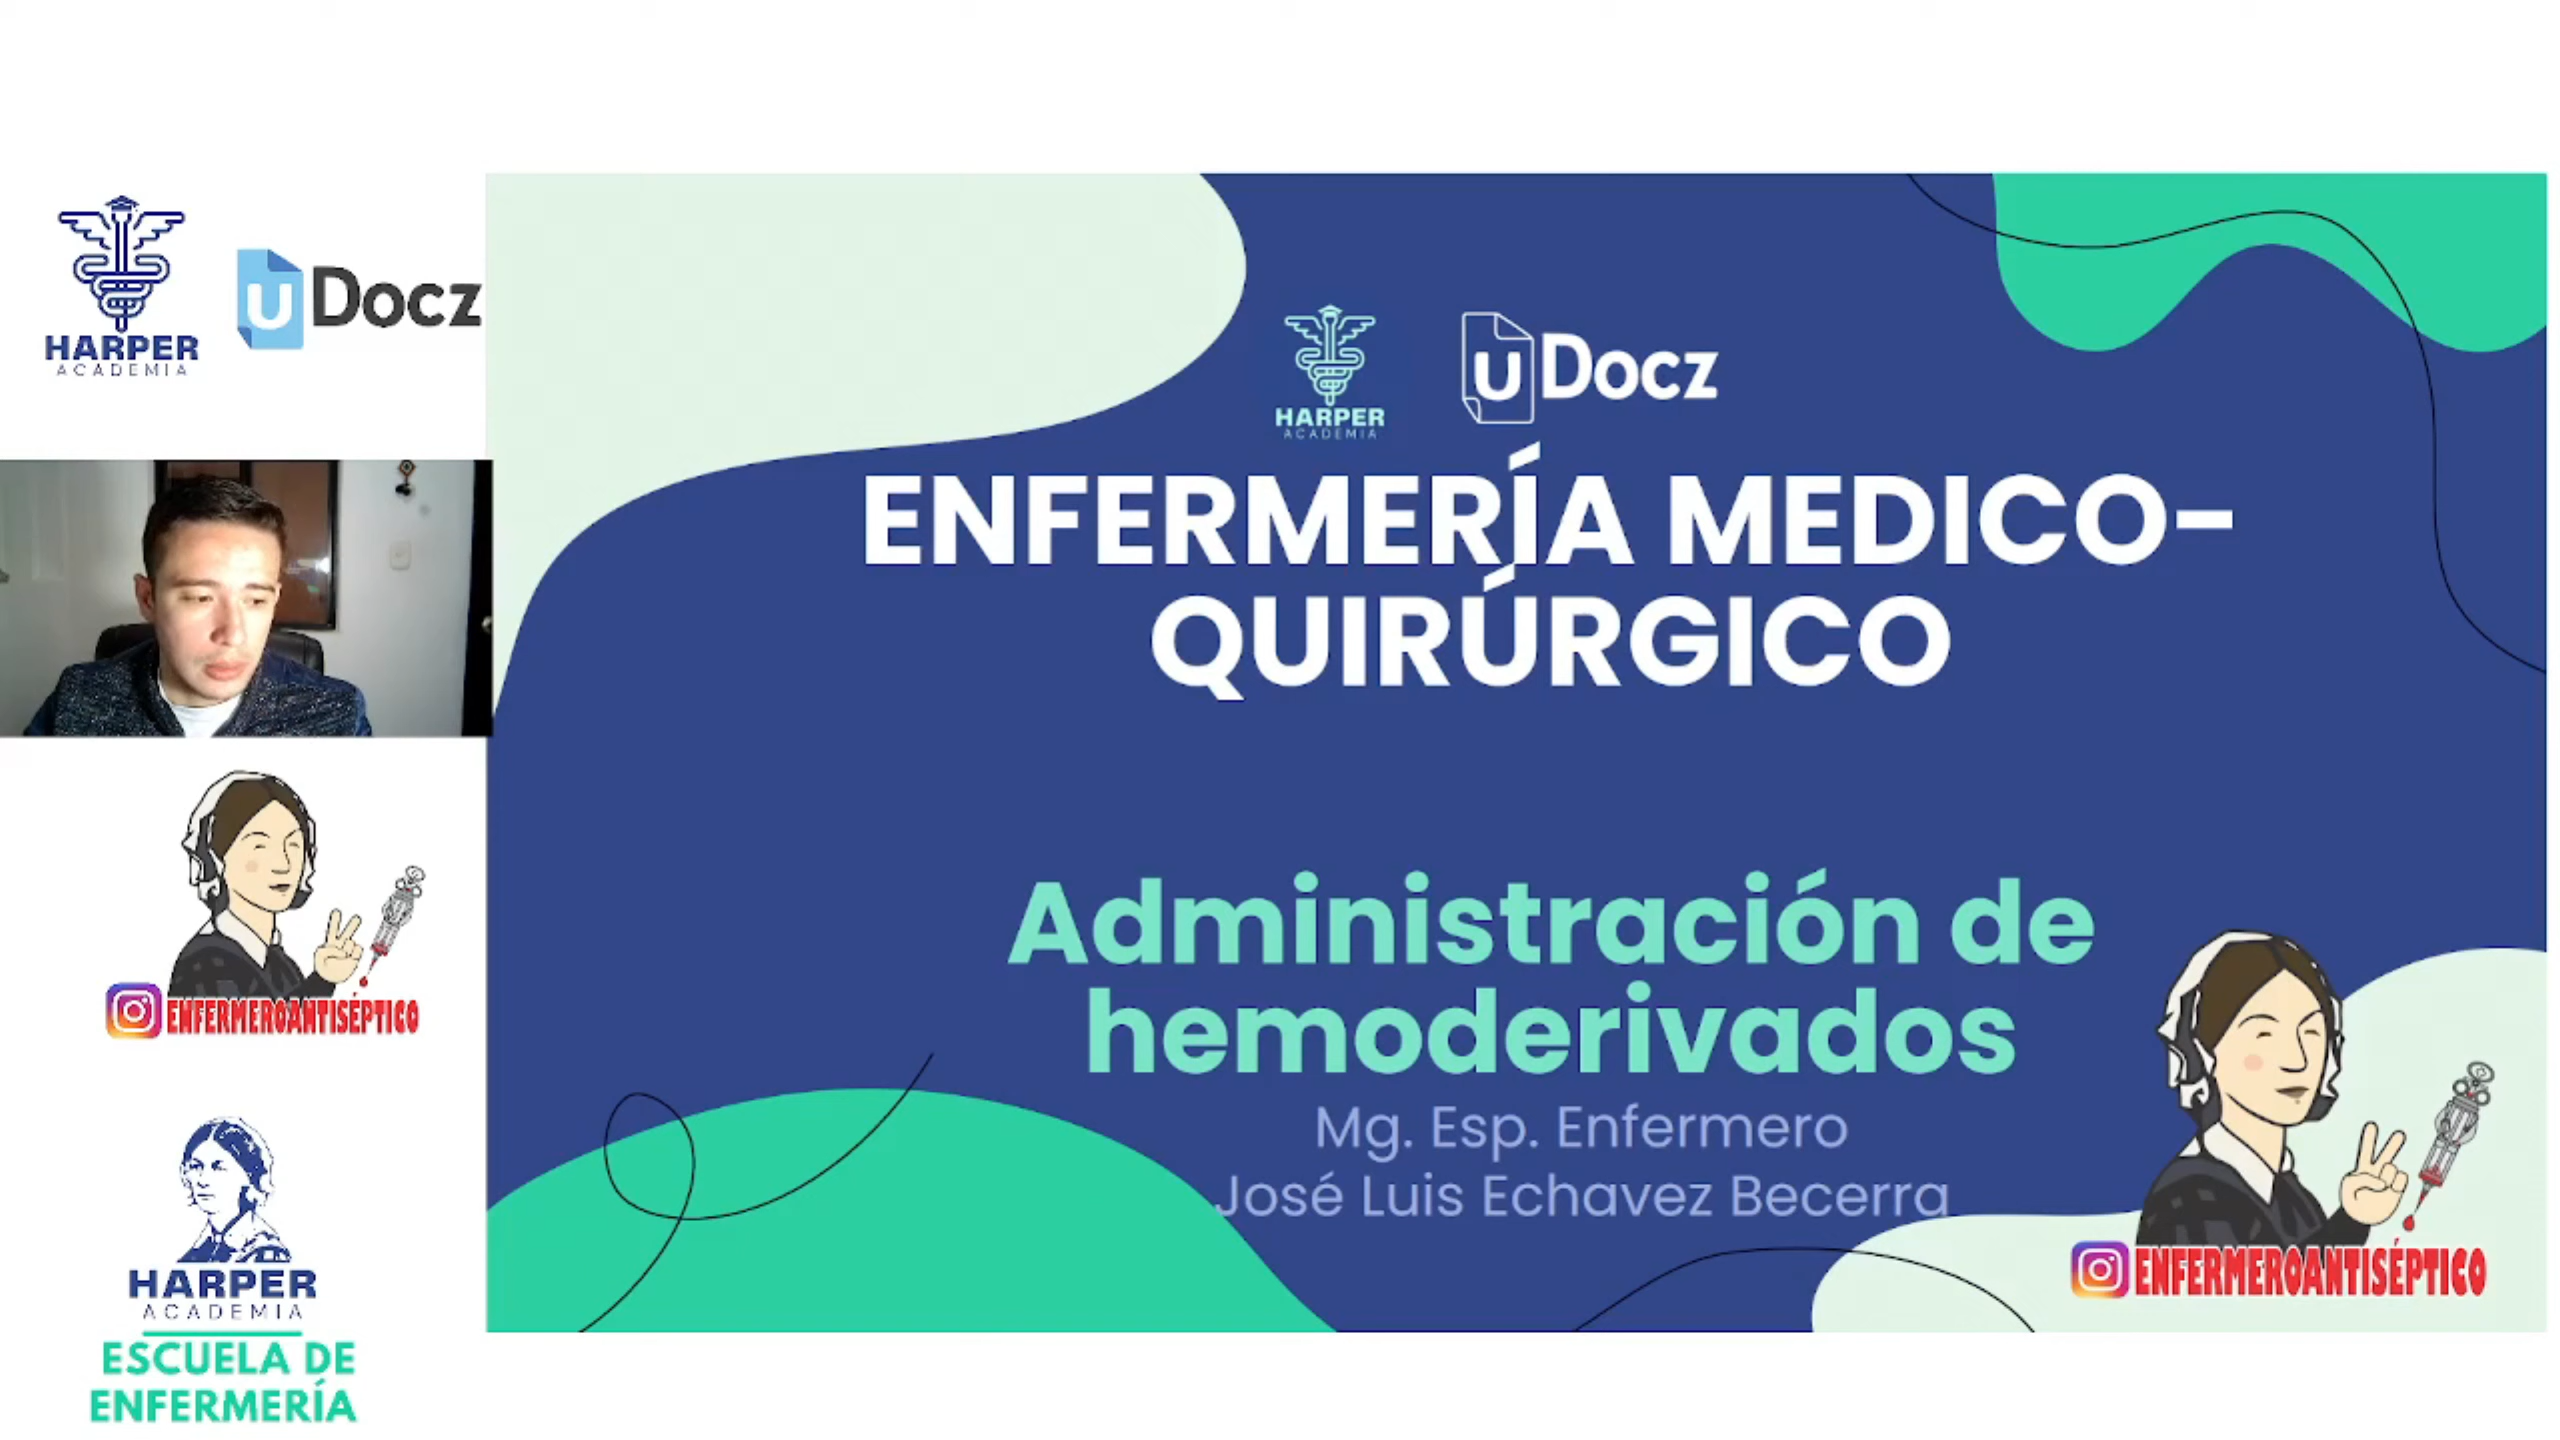 HARPER
ACADEMIA
uDocz
ENFERMEROANTISÉPTICO
HARPER
ACADEMIA
ESCUELA DE
ENFERMERÍA
HARPER
ACADEMIA
uDocz
ENFERMERÍA MEDICO-
QUIRÚRGICO
Administración de
hemoderivados
Mg. Esp. Enfermero
José Luis Echavez Becerra
ENFERMEROANTISÉPTICO